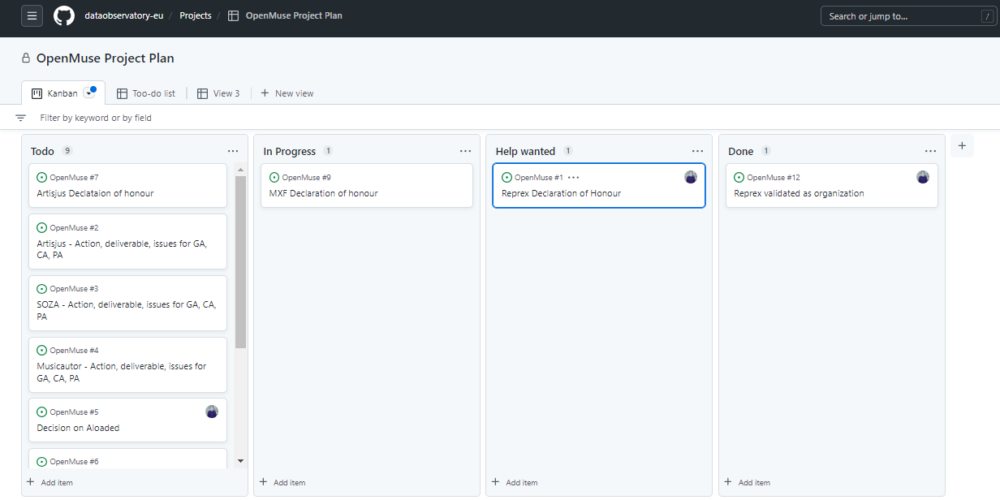 dataobservatory-eu / Projects / OpenMuse Project Plan
Search or jump to... /
OpenMuse Project Plan
Kanban
Too-do list
View 3
+ New view
Filter by keyword or by field
Todo 9 ...
OpenMuse #7
Artisjus Declataion of honour
OpenMuse #2
Artisjus - Action, deliverable, issues for GA,
CA, PA
OpenMuse #3
SOZA - Action, deliverable, issues for GA, CA,
PA
OpenMuse #4
Musicautor - Action, deliverable, issues for
GA, CA, PA
OpenMuse #5
Decision on Aloaded
OpenMuse #6
+ Add item
In Progress 1 ...
OpenMuse #9
MXF Declaration of honour
+ Add item
Help wanted 1 ...
OpenMuse #1 ...
Reprex Declaration of Honour
+ Add item
Done 1 ...
OpenMuse #12
Reprex validated as organization
+ Add item
+